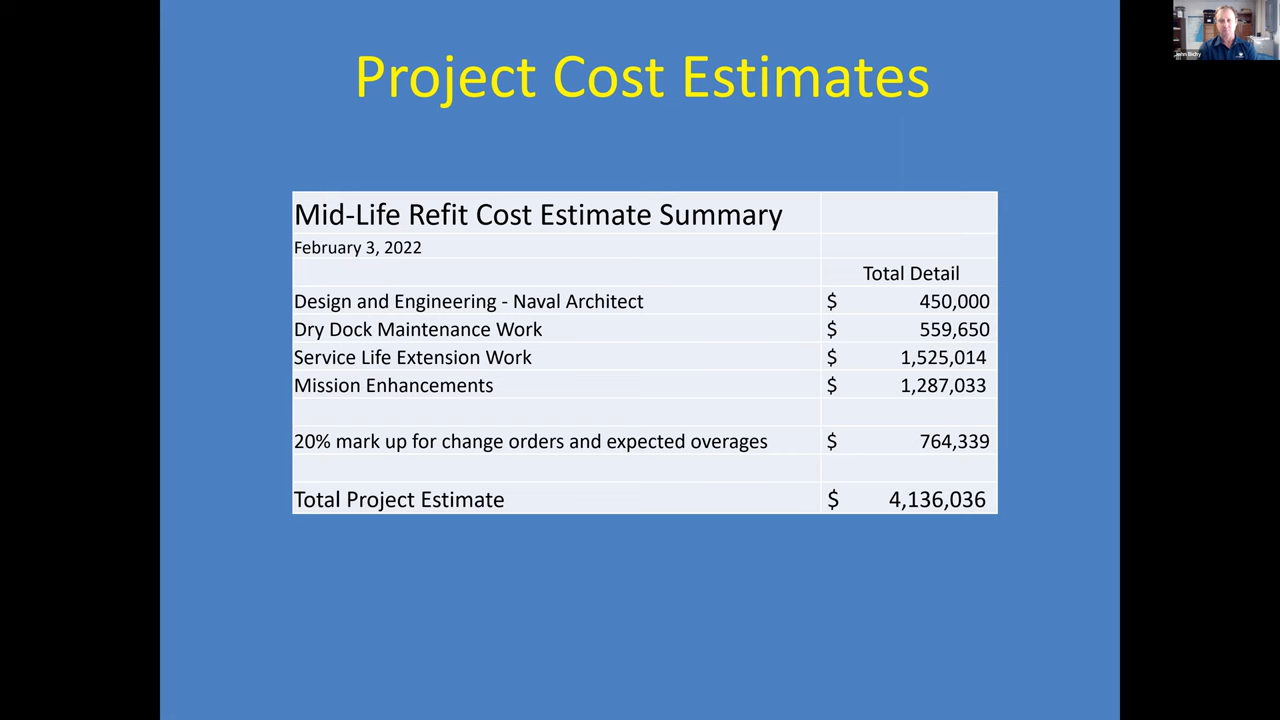 Project Cost Estimates
Mid-Life Refit Cost Estimate Summary
February 3, 2022
Total Detail
Design and Engineering - Naval Architect $ 450,000
Dry Dock Maintenance Work $ 559,650
Service Life Extension Work $ 1,525,014
Mission Enhancements $ 1,287,033
20% mark up for change orders and expected overages $ 764,339
Total Project Estimate $ 4,136,036
John Bichy